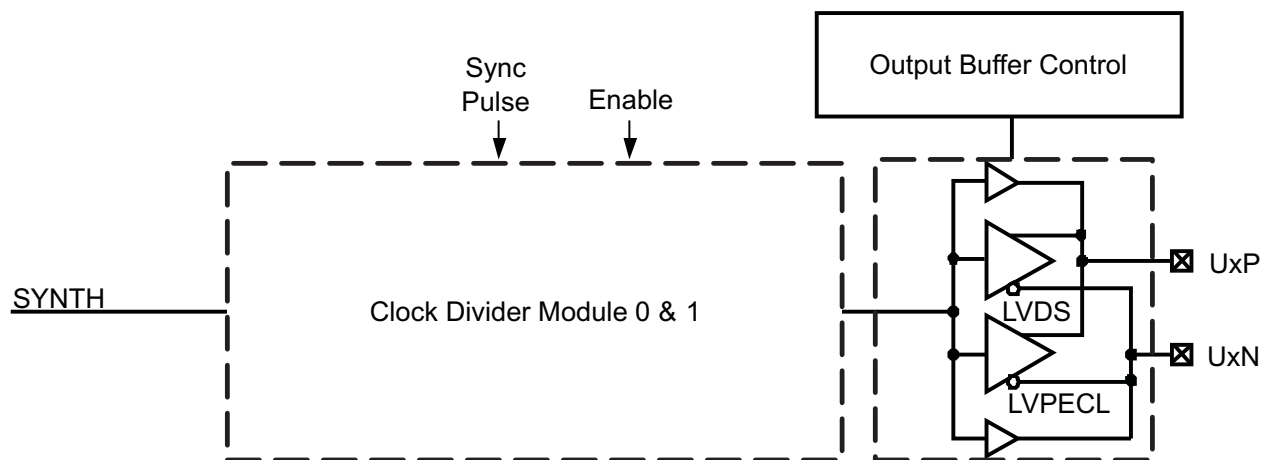 Output Buffer Control
Sync
Pulse
Enable
UxP
SYNTH
Clock Divider Module 0 & 1
LVDS
UxN
LVPECL